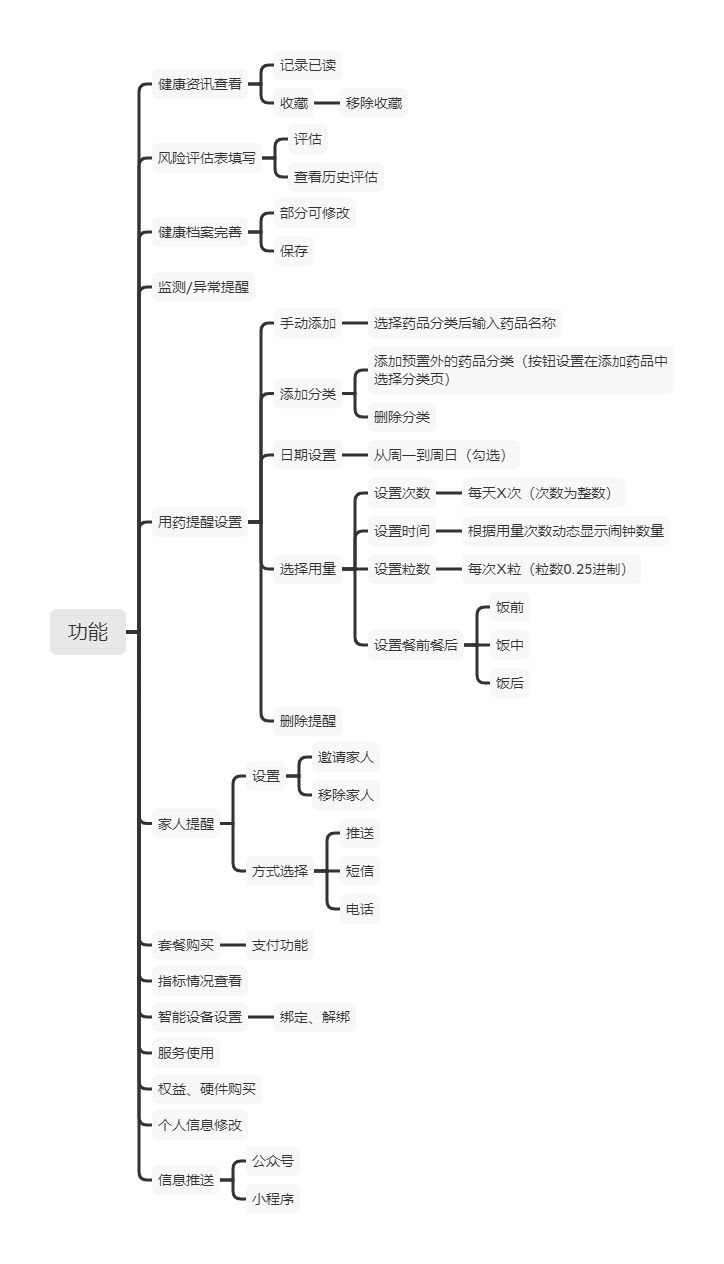 功能
健康资讯查看
记录已读
收藏
移除收藏
风险评估表填写
评估
查看历史评估
健康档案完善
部分可修改
保存
监测/异常提醒
用药提醒设置
手动添加
选择药品分类后输入药品名称
添加分类
添加预置外的药品分类（按钮设置在添加药品中
选择分类页）
删除分类
日期设置
从周一到周日（勾选）
选择用量
设置次数
每天X次（次数为整数）
设置时间
根据用量次数动态显示闹钟数量
设置粒数
每次X粒（粒数0.25进制）
设置餐前餐后
饭前
饭中
饭后
删除提醒
家人提醒
设置
邀请家人
移除家人
方式选择
推送
短信
电话
套餐购买
支付功能
指标情况查看
智能设备设置
绑定、解绑
服务使用
权益、硬件购买
个人信息修改
信息推送
公众号
小程序